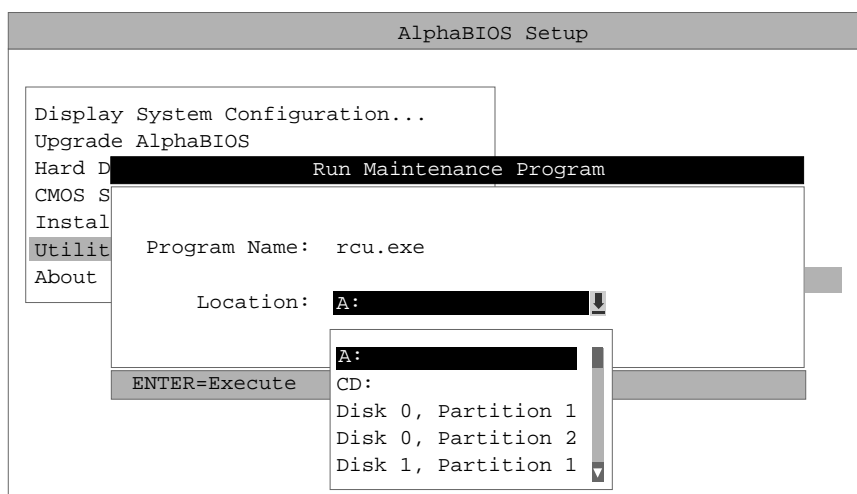 AlphaBIOS Setup
Display System Configuration...
Upgrade AlphaBIOS
Hard D
CMOS S
Instal
Utilit
About
Run Maintenance Program
Program Name: rcu.exe
Location: A:
A:
CD:
Disk 0, Partition 1
Disk 0, Partition 2
Disk 1, Partition 1
ENTER=Execute